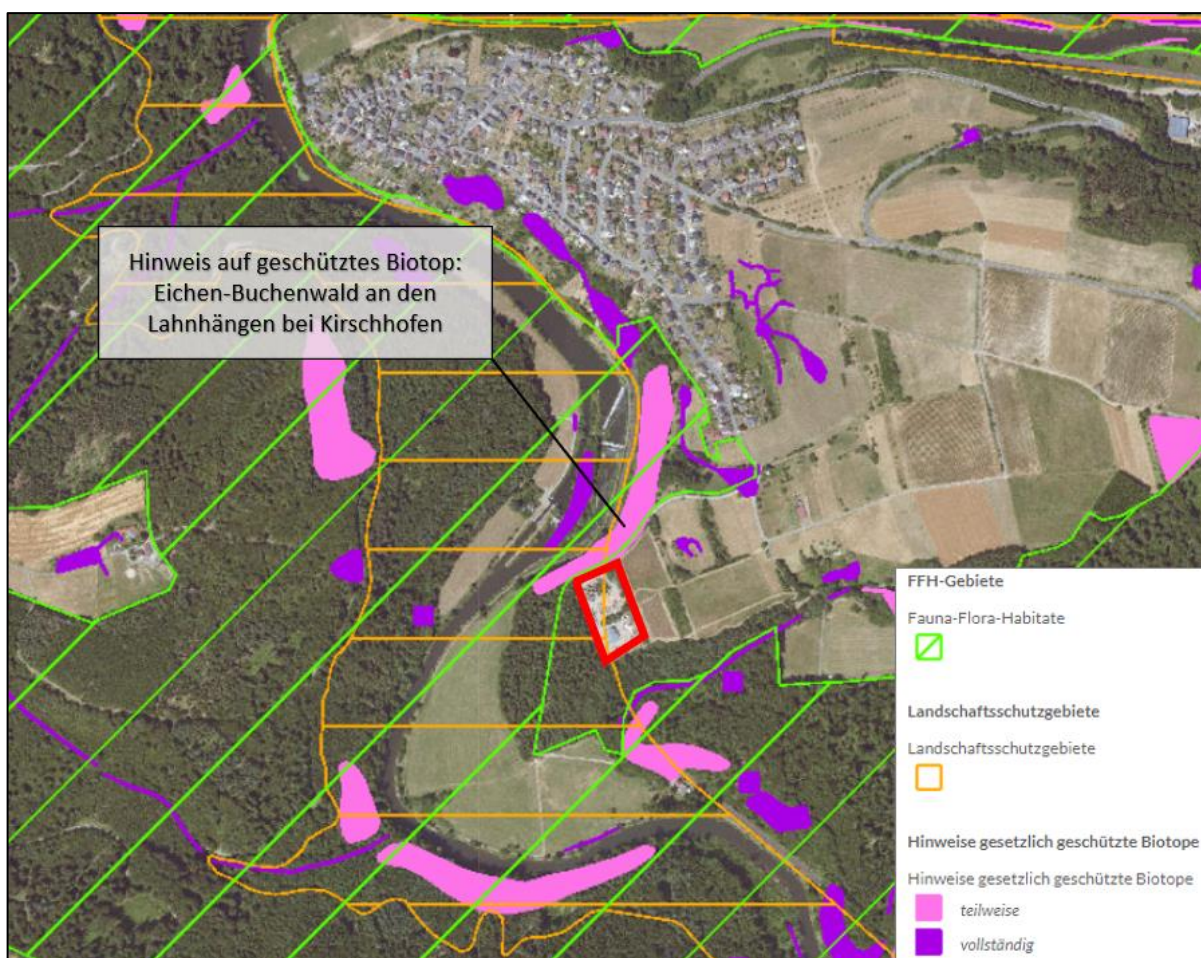 Hinweis auf geschütztes Biotop:
Eichen-Buchenwald an den
Lahnhängen bei Kirschhofen
FFH-Gebiete
Fauna-Flora-Habitate
Landschaftsschutzgebiete
Landschaftsschutzgebiete
Hinweise gesetzlich geschützte Biotope
Hinweise gesetzlich geschützte Biotope
teilweise
vollständig